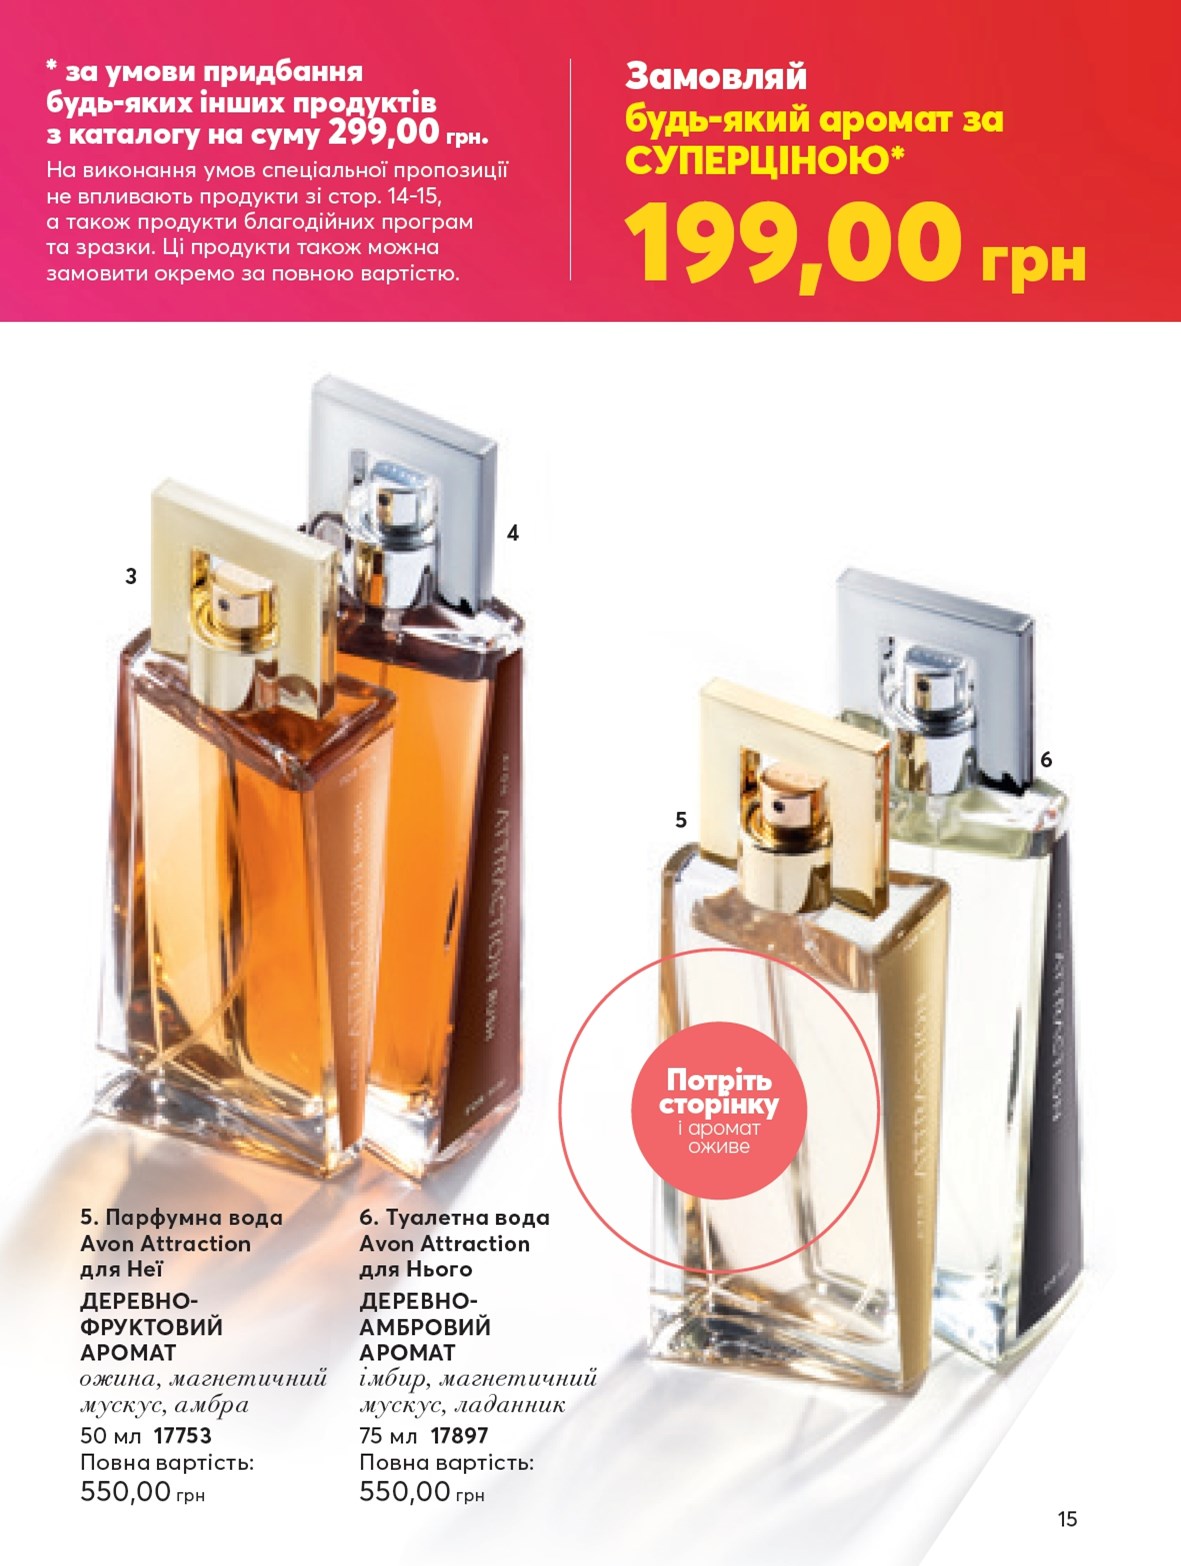 * за умови придбання
будь-яких інших продуктів
з каталогу на суму 299,00 грн.
На виконання умов спеціальної пропозиції
не впливають продукти зі стор. 14-15,
а також продукти благодійних програм
та зразки. Ці продукти також можна
замовити окремо за повною вартістю.
Замовляй
будь-який аромат за
СУПЕРЦІНОЮ*
199,00 грн
3
4
5
6
ATTRACTION RUSH
ATTRACTION
ATTRACTION
ATTRACTION
Потріть
сторінку
і аромат
оживе
5. Парфумна вода
Avon Attraction
для Неї
ДЕРЕВНО-
ФРУКТОВИЙ
АРОМАТ
ожина, магнетичний
мускус, амбра
50 мл 17753
Повна вартість:
550,00 грн
6. Туалетна вода
Avon Attraction
для Нього
ДЕРЕВНО-
АМБРОВИЙ
АРОМАТ
імбир, магнетичний
мускус, ладанник
75 мл 17897
Повна вартість:
550,00 грн
15